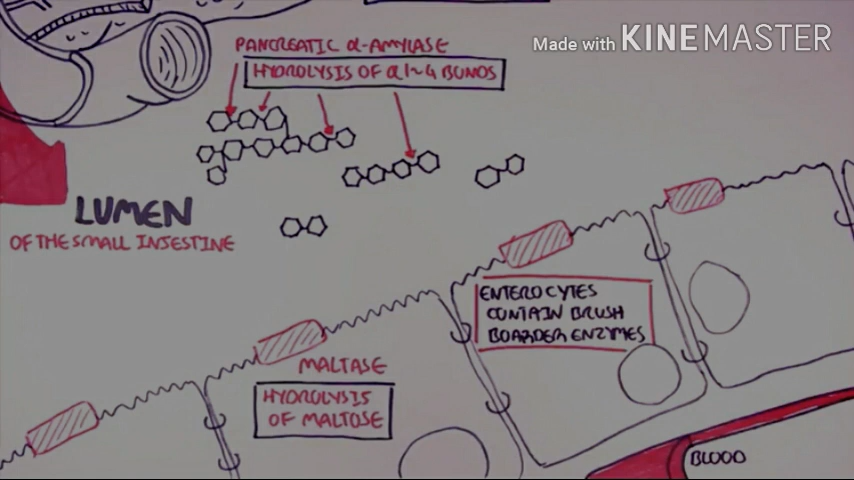 Made with KINEMASTER
PANCREATIC α-AMYLASE
HYDROLYSIS OF α1~4 BONDS
LUMEN
OF THE SMALL INTESTINE
ENTEROCYTES
CONTAIN BRUSH
BOARDER ENZYMES
MALTASE
HYDROLYSIS
OF MALTOSE
BLOOD